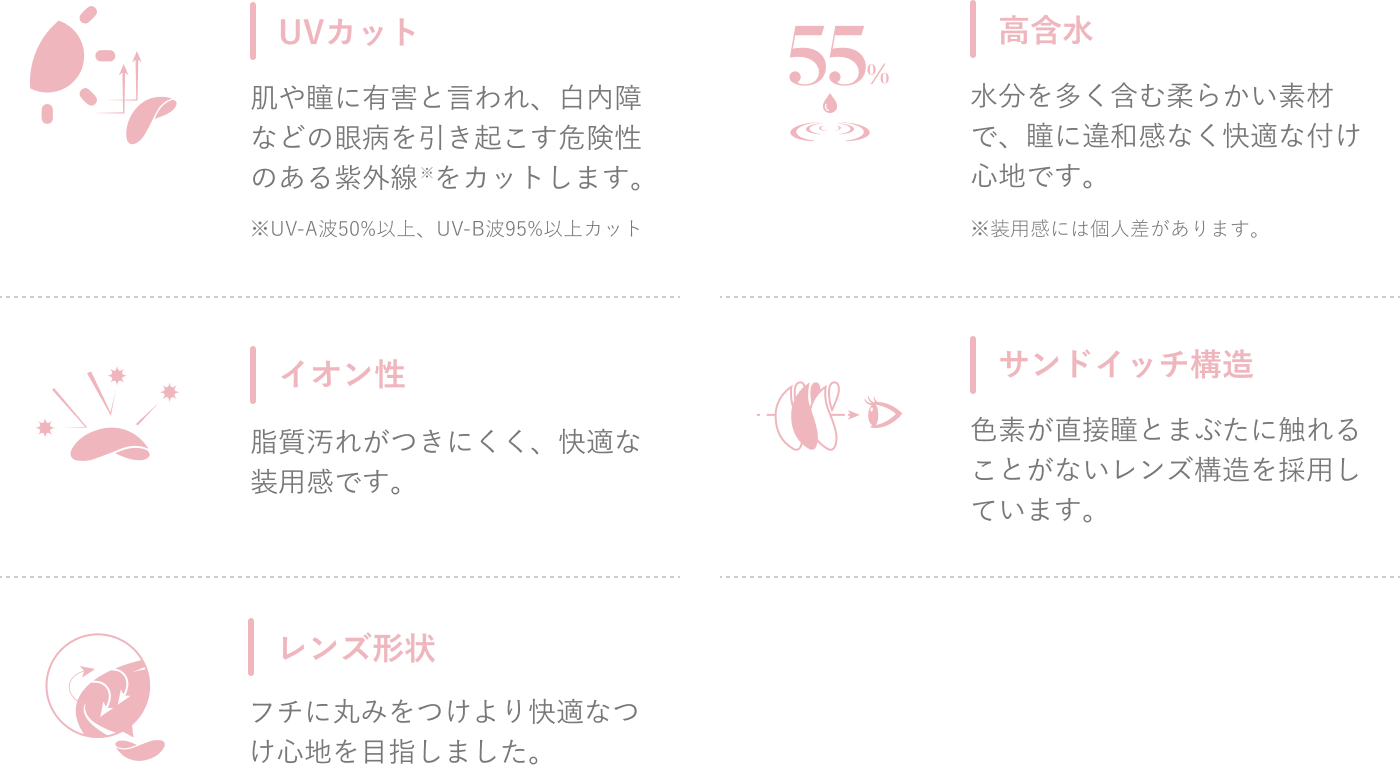 UVカット
肌や瞳に有害と言われ、白内障
などの眼病を引き起こす危険性
のある紫外線※をカットします。
※UV-A波50%以上、UV-B波95%以上カット
55%
高含水
水分を多く含む柔らかい素材
で、瞳に違和感なく快適な付け
心地です。
※装用感には個人差があります。
イオン性
脂質汚れがつきにくく、快適な
装用感です。
サンドイッチ構造
色素が直接瞳とまぶたに触れる
ことがないレンズ構造を採用し
ています。
レンズ形状
フチに丸みをつけより快適なつ
け心地を目指しました。